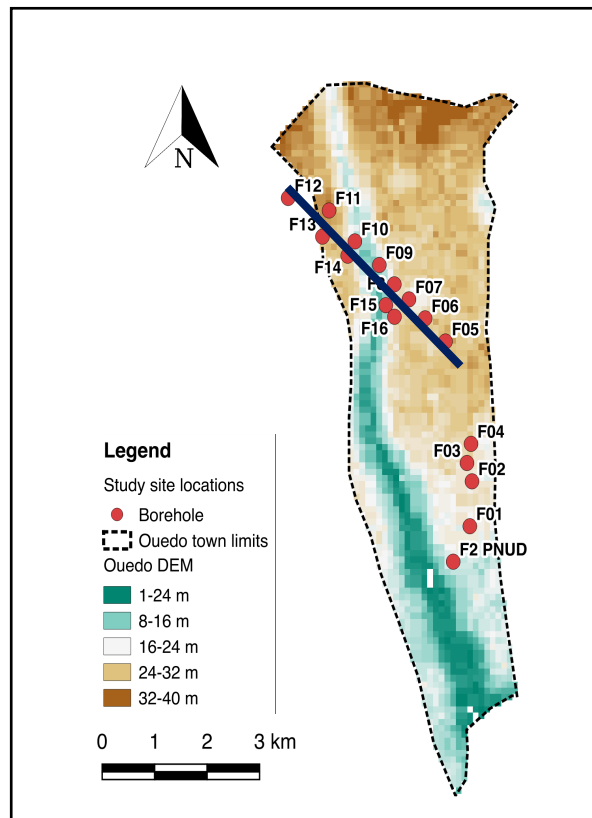 N
F12
F11
F13
F10
F14
F09
F07
F15
F06
F16
F05
F04
F03
F02
F01
F2 PNUD
Legend
Study site locations
Borehole
Ouedo town limits
Ouedo DEM
1-24 m
8-16 m
16-24 m
24-32 m
32-40 m
0 1 2 3 km